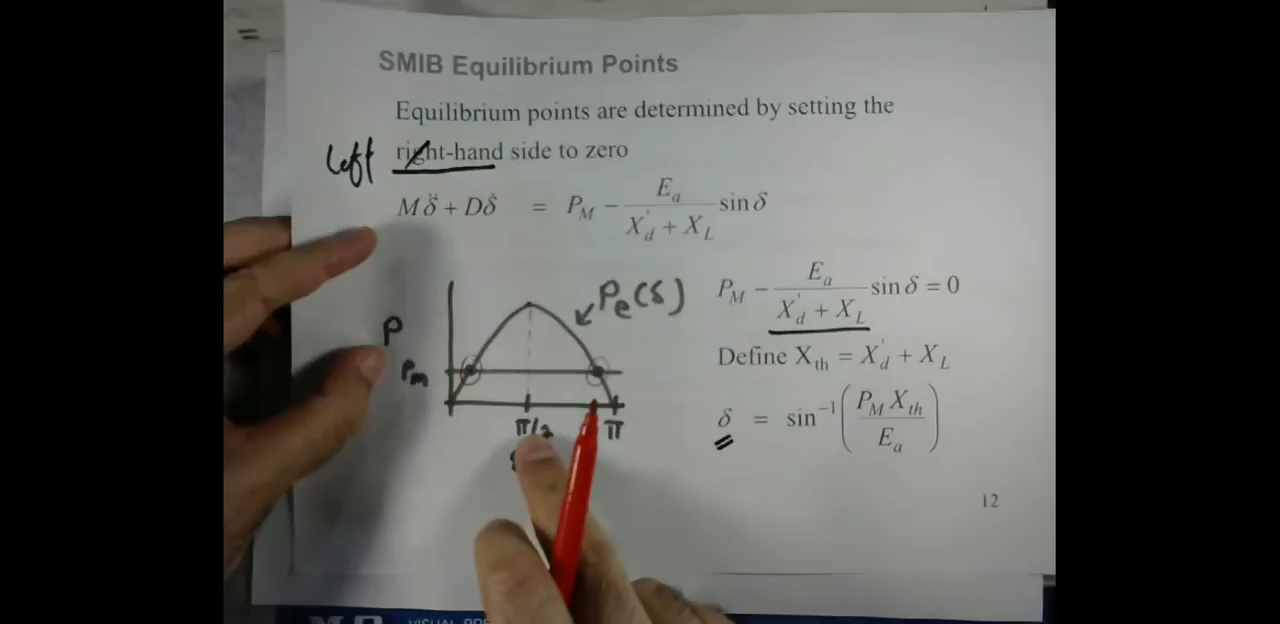 SMIB Equilibrium Points
Equilibrium points are determined by setting the
left right-hand side to zero
Mδ̈ + Dδ̇ = P_M − E_a / (X'_d + X_L) sin δ
P_e(δ)
P_M − E_a / (X'_d + X_L) sin δ = 0
P
P_m
Define X_th = X'_d + X_L
π/2 π
δ = sin⁻¹ (P_M X_th / E_a)
12